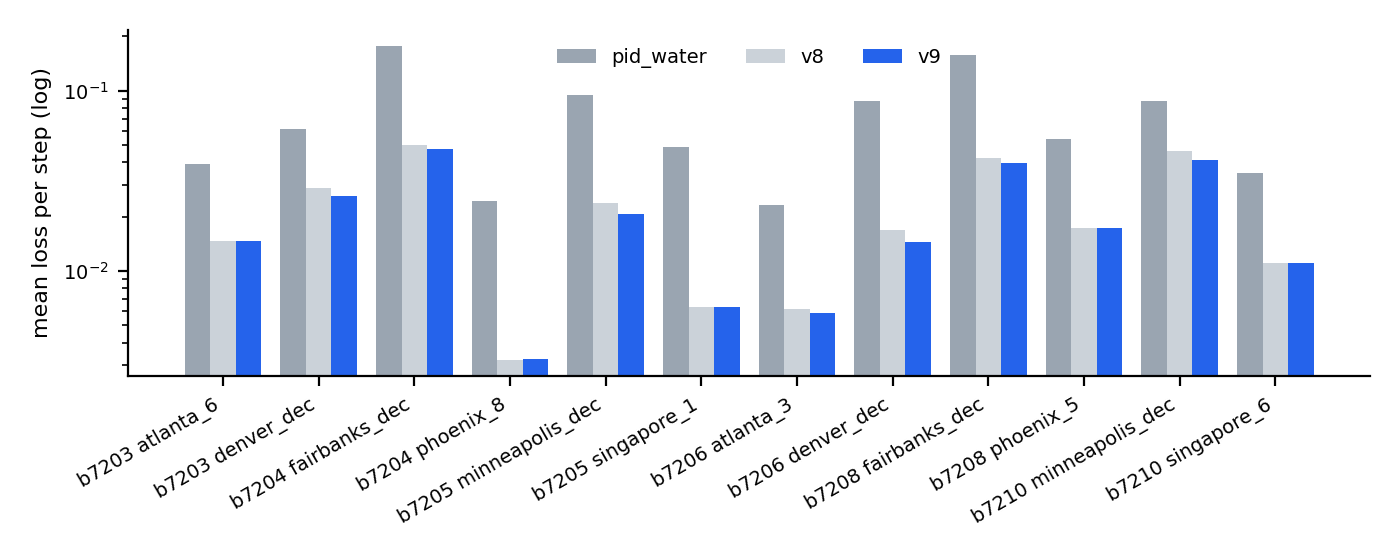 pid_water
v8
v9
mean loss per step (log)
10⁻¹
10⁻²
b7203 atlanta_6
b7203 denver_dec
b7204 fairbanks_dec
b7204 phoenix_8
b7205 minneapolis_dec
b7205 singapore_1
b7206 atlanta_3
b7206 denver_dec
b7208 fairbanks_dec
b7208 phoenix_5
b7210 minneapolis_dec
b7210 singapore_6